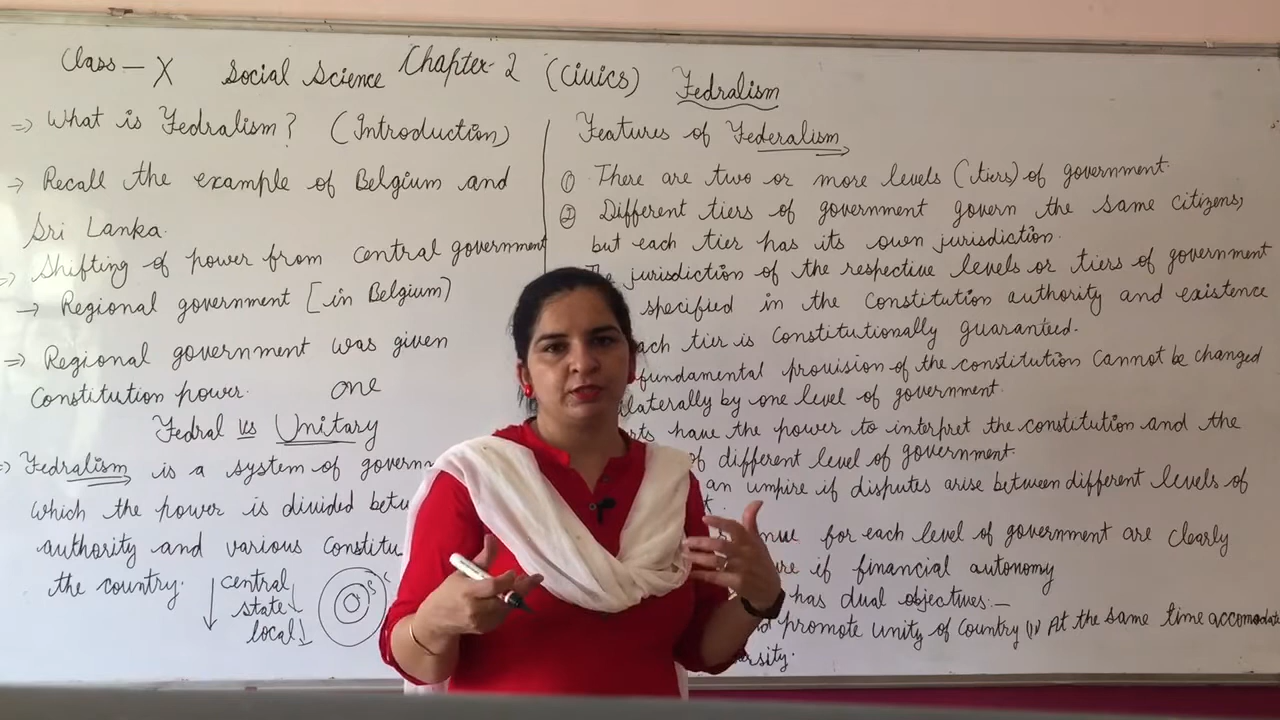 Class – X Social Science Chapter-2 (Civics) Fedralism
⇒ What is Fedralism? (Introduction)
→ Recall the example of Belgium and
Sri Lanka.
⇒ Shifting of power from central government
→ Regional government [in Belgium)
⇒ Regional government was given
Constitution power. one
Fedral vs Unitary
⇒ Fedralism is a system of governm
which the power is divided betw
authority and various Constitu
the country.
central
state
local
Features of Federalism
① There are two or more levels (tiers) of government.
② Different tiers of government govern the same citizens,
but each tier has its own jurisdiction.
jurisdiction of the respective levels or tiers of government
specified in the Constitution authority and existence
each tier is Constitutionally guaranteed.
fundamental provision of the constitution Cannot be changed
ilaterally by one level of government.
rts have the power to interpret the constitution and the
of different level of government.
an umpire if disputes arise between different levels of
for each level of government are clearly
ure if financial autonomy
has dual objectives:–
promote unity of Country (ii) At the same time accomodate
ersity.